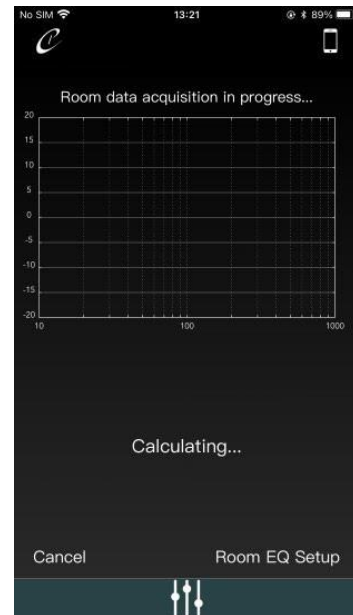 No SIM 13:21 89%
Room data acquisition in progress...
20
15
10
5
0
-5
-10
-15
-20
10 100 1000
Calculating...
Cancel Room EQ Setup